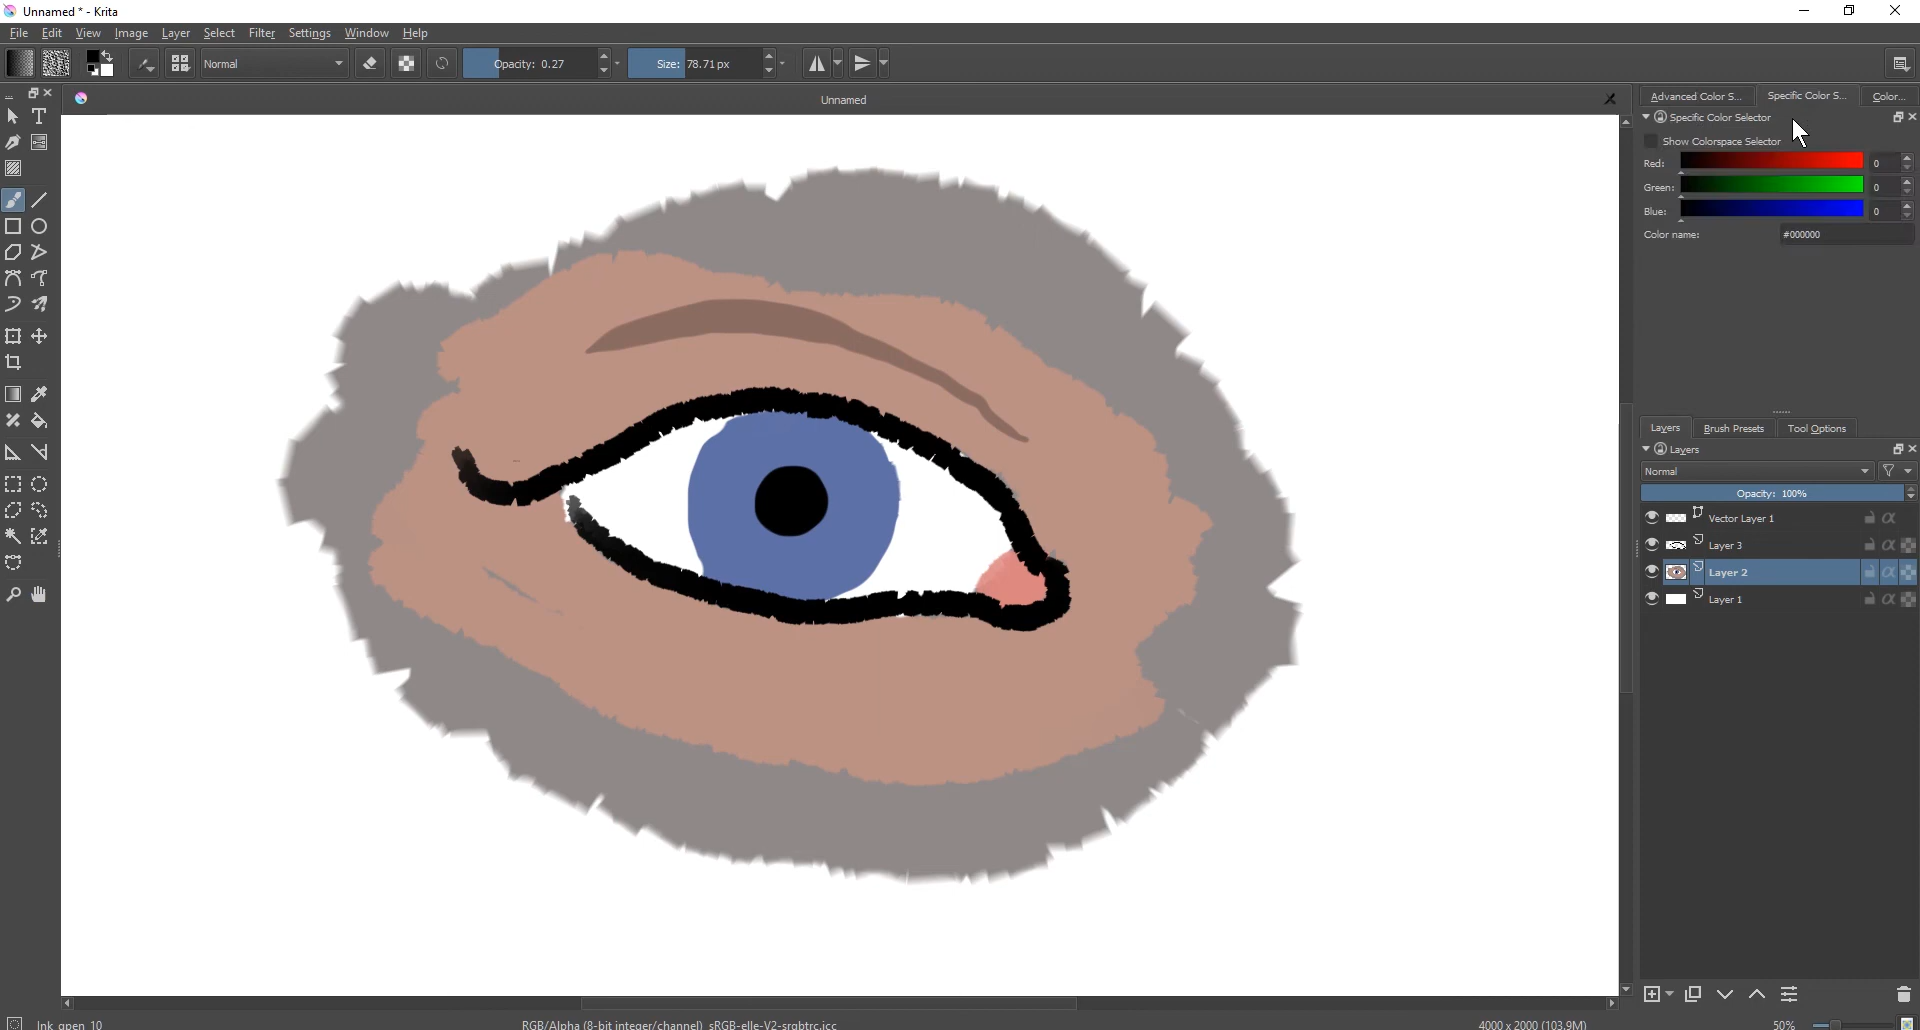 Unnamed * - Krita
File Edit View Image Layer Select Filter Settings Window Help
Normal Opacity: 0.27 Size: 78.71 px
Unnamed
Advanced Color S... Specific Color S... Color...
Specific Color Selector
Show Colorspace Selector
Red: 0
Green: 0
Blue: 0
Color name: #000000
Layers Brush Presets Tool Options
Layers
Normal
Opacity: 100%
Vector Layer 1
Layer 3
Layer 2
Layer 1
Ink_gpen_10 RGB/Alpha (8-bit integer/channel) sRGB-elle-V2-srgbtrc.icc 4000 x 2000 (103.9M) 50%